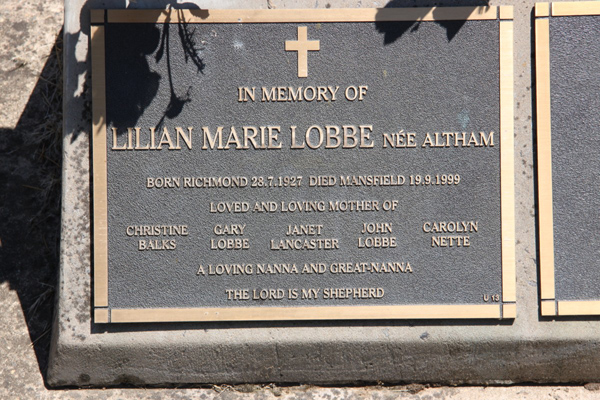 IN MEMORY OF
LILIAN MARIE LOBBE NÉE ALTHAM
BORN RICHMOND 28.7.1927 DIED MANSFIELD 19.9.1999
LOVED AND LOVING MOTHER OF
CHRISTINE GARY JANET JOHN CAROLYN
BALKS LOBBE LANCASTER LOBBE NETTE
A LOVING NANNA AND GREAT-NANNA
THE LORD IS MY SHEPHERD
U 13